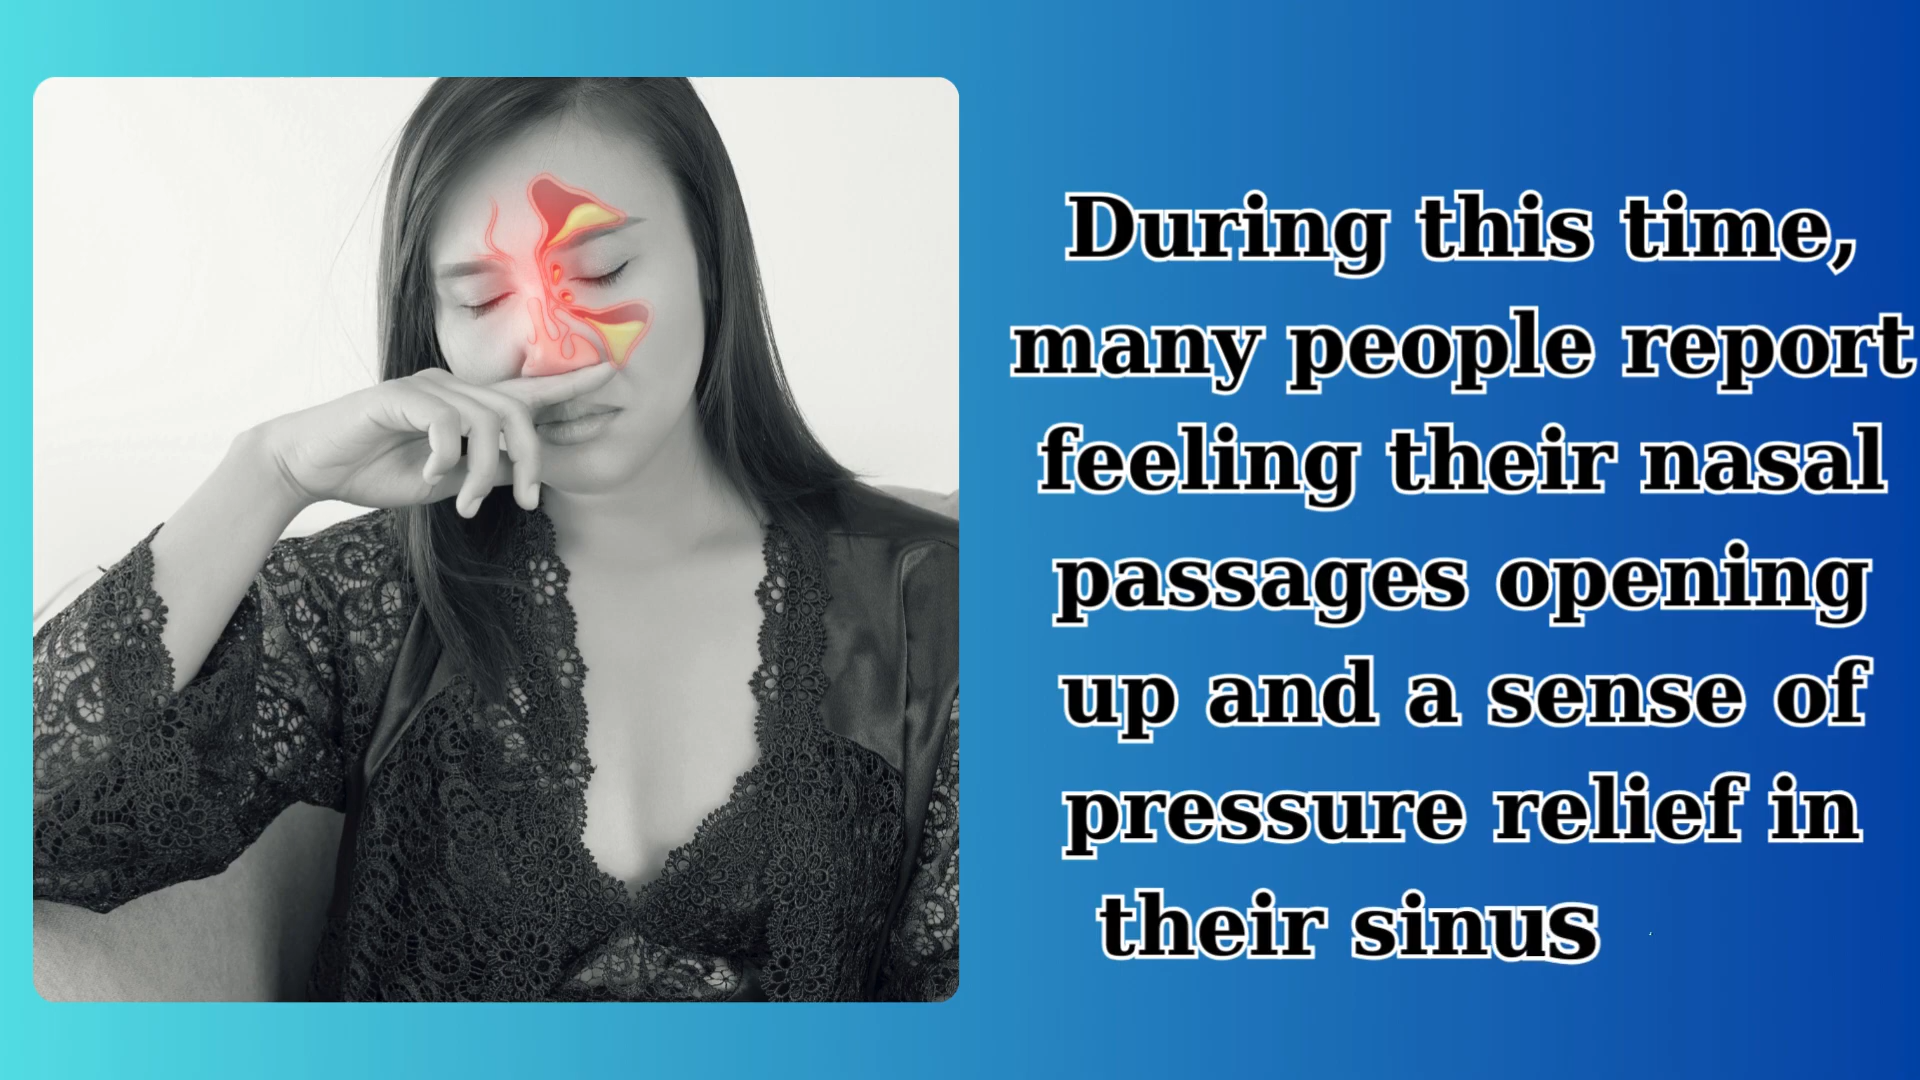 During this time,
many people report
feeling their nasal
passages opening
up and a sense of
pressure relief in
their sinus